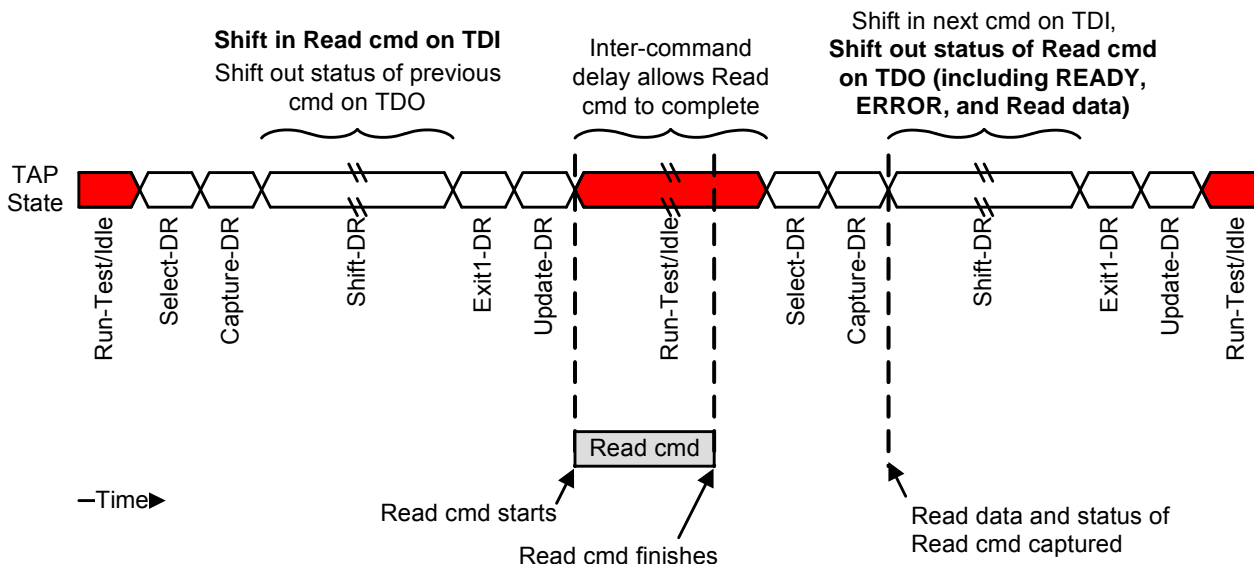 Shift in Read cmd on TDI
Shift out status of previous
cmd on TDO
Inter-command
delay allows Read
cmd to complete
Shift in next cmd on TDI,
Shift out status of Read cmd
on TDO (including READY,
ERROR, and Read data)
TAP
State
Run-Test/Idle
Select-DR
Capture-DR
Shift-DR
Exit1-DR
Update-DR
Run-Test/Idle
Select-DR
Capture-DR
Shift-DR
Exit1-DR
Update-DR
Run-Test/Idle
Read cmd
Time
Read cmd starts
Read cmd finishes
Read data and status of
Read cmd captured